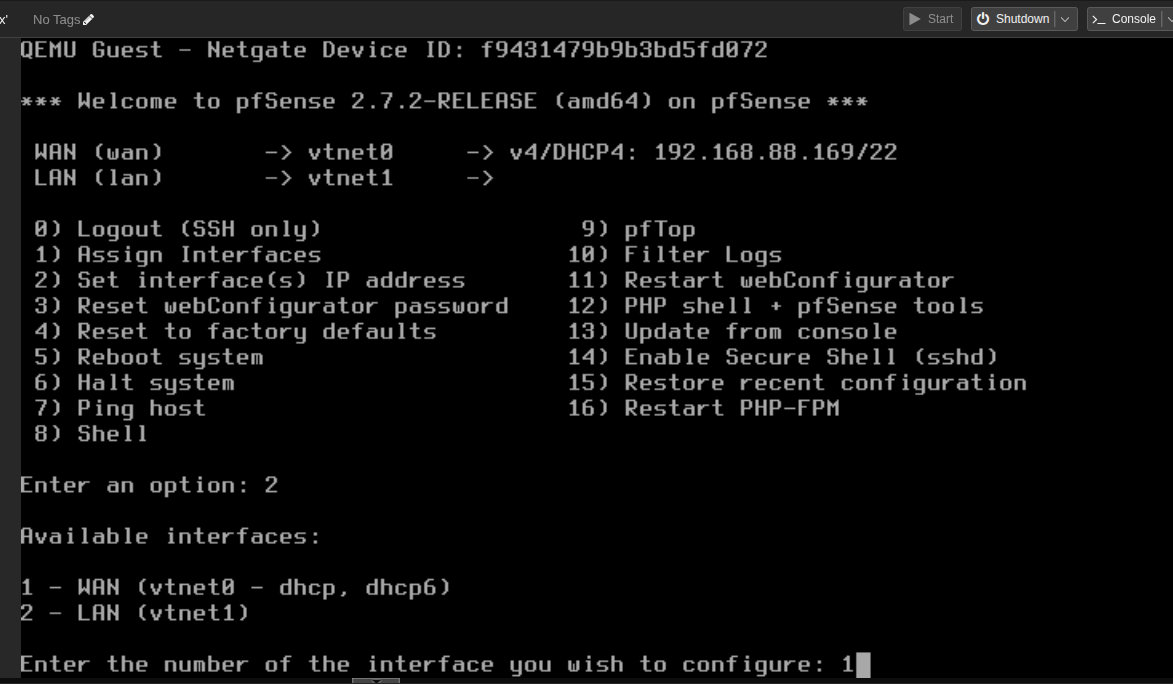 x'
No Tags
Start
Shutdown
Console
QEMU Guest - Netgate Device ID: f9431479b9b3bd5fd072
*** Welcome to pfSense 2.7.2-RELEASE (amd64) on pfSense ***
WAN (wan) -> vtnet0 -> v4/DHCP4: 192.168.88.169/22
LAN (lan) -> vtnet1 ->
0) Logout (SSH only) 9) pfTop
1) Assign Interfaces 10) Filter Logs
2) Set interface(s) IP address 11) Restart webConfigurator
3) Reset webConfigurator password 12) PHP shell + pfSense tools
4) Reset to factory defaults 13) Update from console
5) Reboot system 14) Enable Secure Shell (sshd)
6) Halt system 15) Restore recent configuration
7) Ping host 16) Restart PHP-FPM
8) Shell
Enter an option: 2
Available interfaces:
1 - WAN (vtnet0 - dhcp, dhcp6)
2 - LAN (vtnet1)
Enter the number of the interface you wish to configure: 1